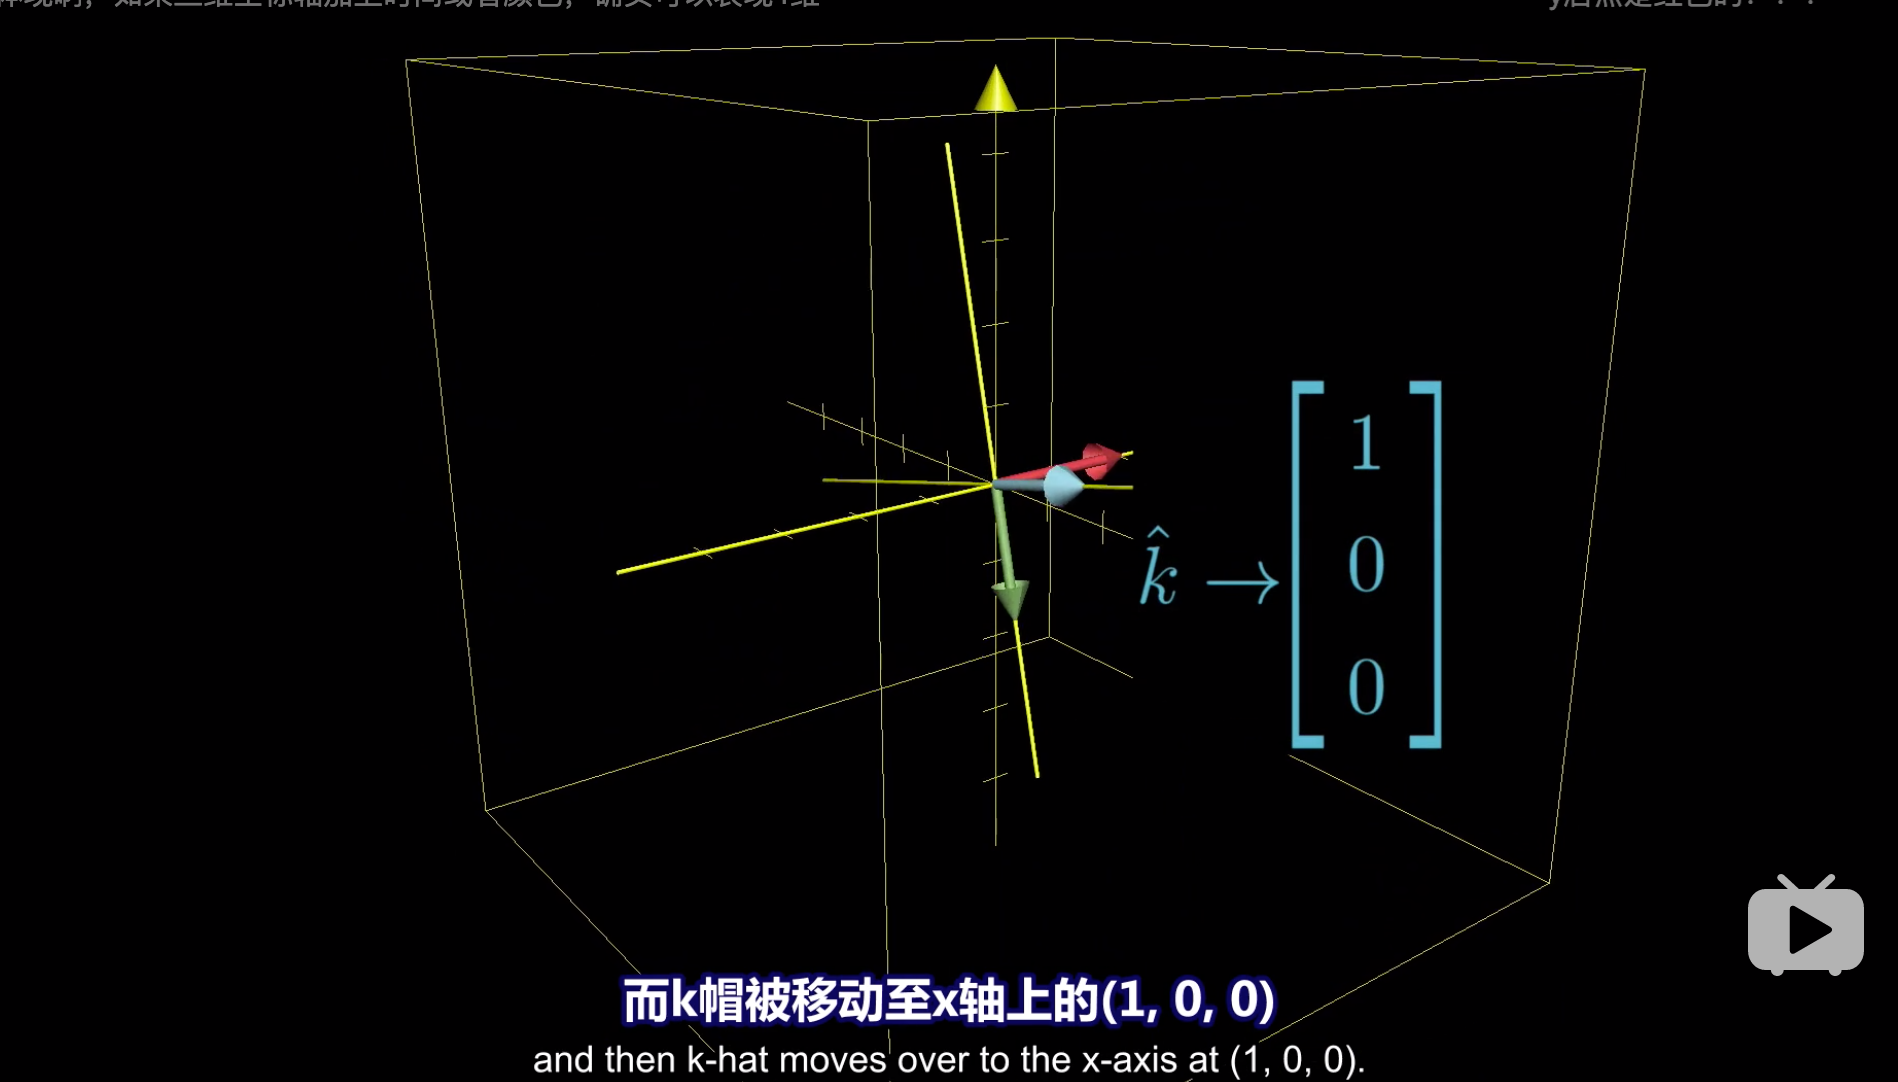 k̂ → [1
0
0]
而k帽被移动至x轴上的(1, 0, 0)
and then k-hat moves over to the x-axis at (1, 0, 0).